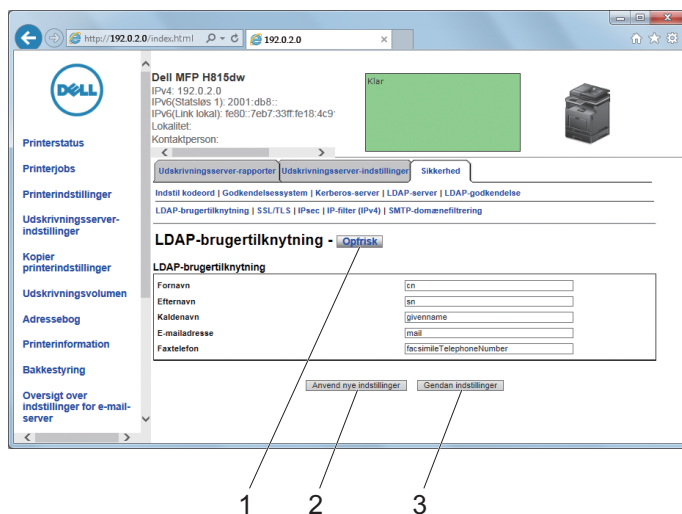 http://192.0.2.0/index.html
192.0.2.0
DELL
Dell MFP H815dw
IPv4: 192.0.2.0
IPv6(Statsløs 1): 2001:db8::
IPv6(Link lokal): fe80::7eb7:33ff:fe18:4c9
Lokalitet:
Kontaktperson:
Klar
Printerstatus
Printerjobs
Printerindstillinger
Udskrivningsserver-
indstillinger
Kopier
printerindstillinger
Udskrivningsvolumen
Adressebog
Printerinformation
Bakkestyring
Oversigt over
indstillinger for e-mail-
server
Udskrivningsserver-rapporter
Udskrivningsserver-indstillinger
Sikkerhed
Indstil kodeord | Godkendelsessystem | Kerberos-server | LDAP-server | LDAP-godkendelse
LDAP-brugertilknytning | SSL/TLS | IPsec | IP-filter (IPv4) | SMTP-domænefiltrering
LDAP-brugertilknytning - Opfrisk
LDAP-brugertilknytning
Fornavn cn
Efternavn sn
Kaldenavn givenname
E-mailadresse mail
Faxtelefon facsimileTelephoneNumber
Anvend nye indstillinger Gendan indstillinger
1 2 3